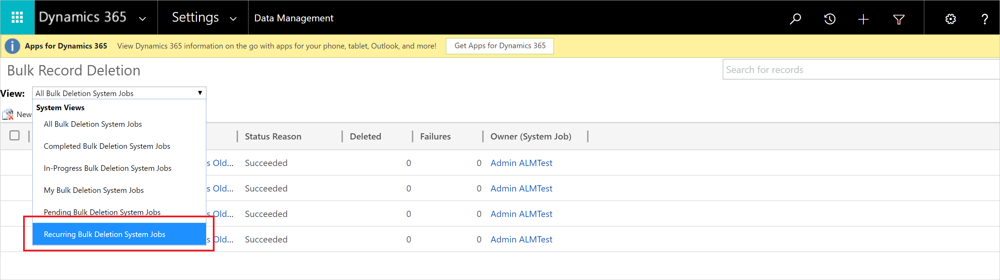 Dynamics 365 Settings Data Management ?
i Apps for Dynamics 365 View Dynamics 365 information on the go with apps for your phone, tablet, Outlook, and more! Get Apps for Dynamics 365
Bulk Record Deletion Search for records
View: All Bulk Deletion System Jobs
System Views
New
All Bulk Deletion System Jobs
Status Reason Deleted Failures Owner (System Job)
Completed Bulk Deletion System Jobs
s Old... Succeeded 0 0 Admin ALMTest
In-Progress Bulk Deletion System Jobs
s Old... Succeeded 0 0 Admin ALMTest
My Bulk Deletion System Jobs
Pending Bulk Deletion System Jobs
s Old... Succeeded 0 0 Admin ALMTest
Recurring Bulk Deletion System Jobs
s Old... Succeeded 0 0 Admin ALMTest